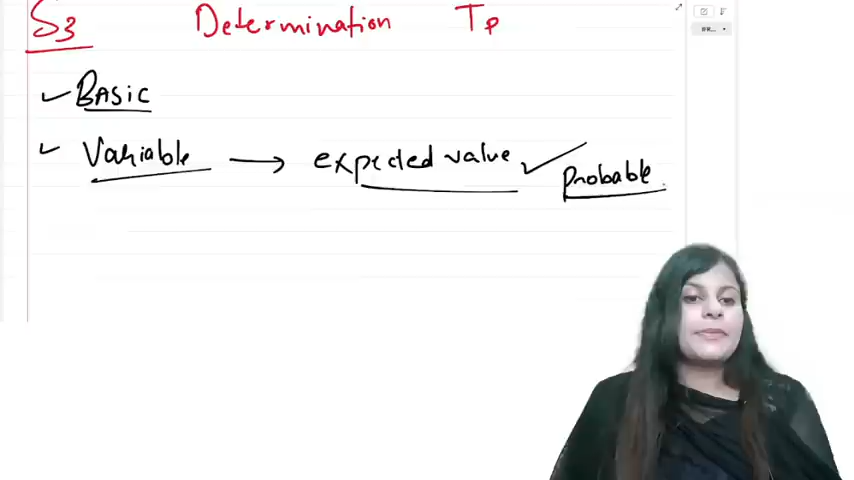 S3 Determination Tp
BASIC
Variable → expected value
probable.